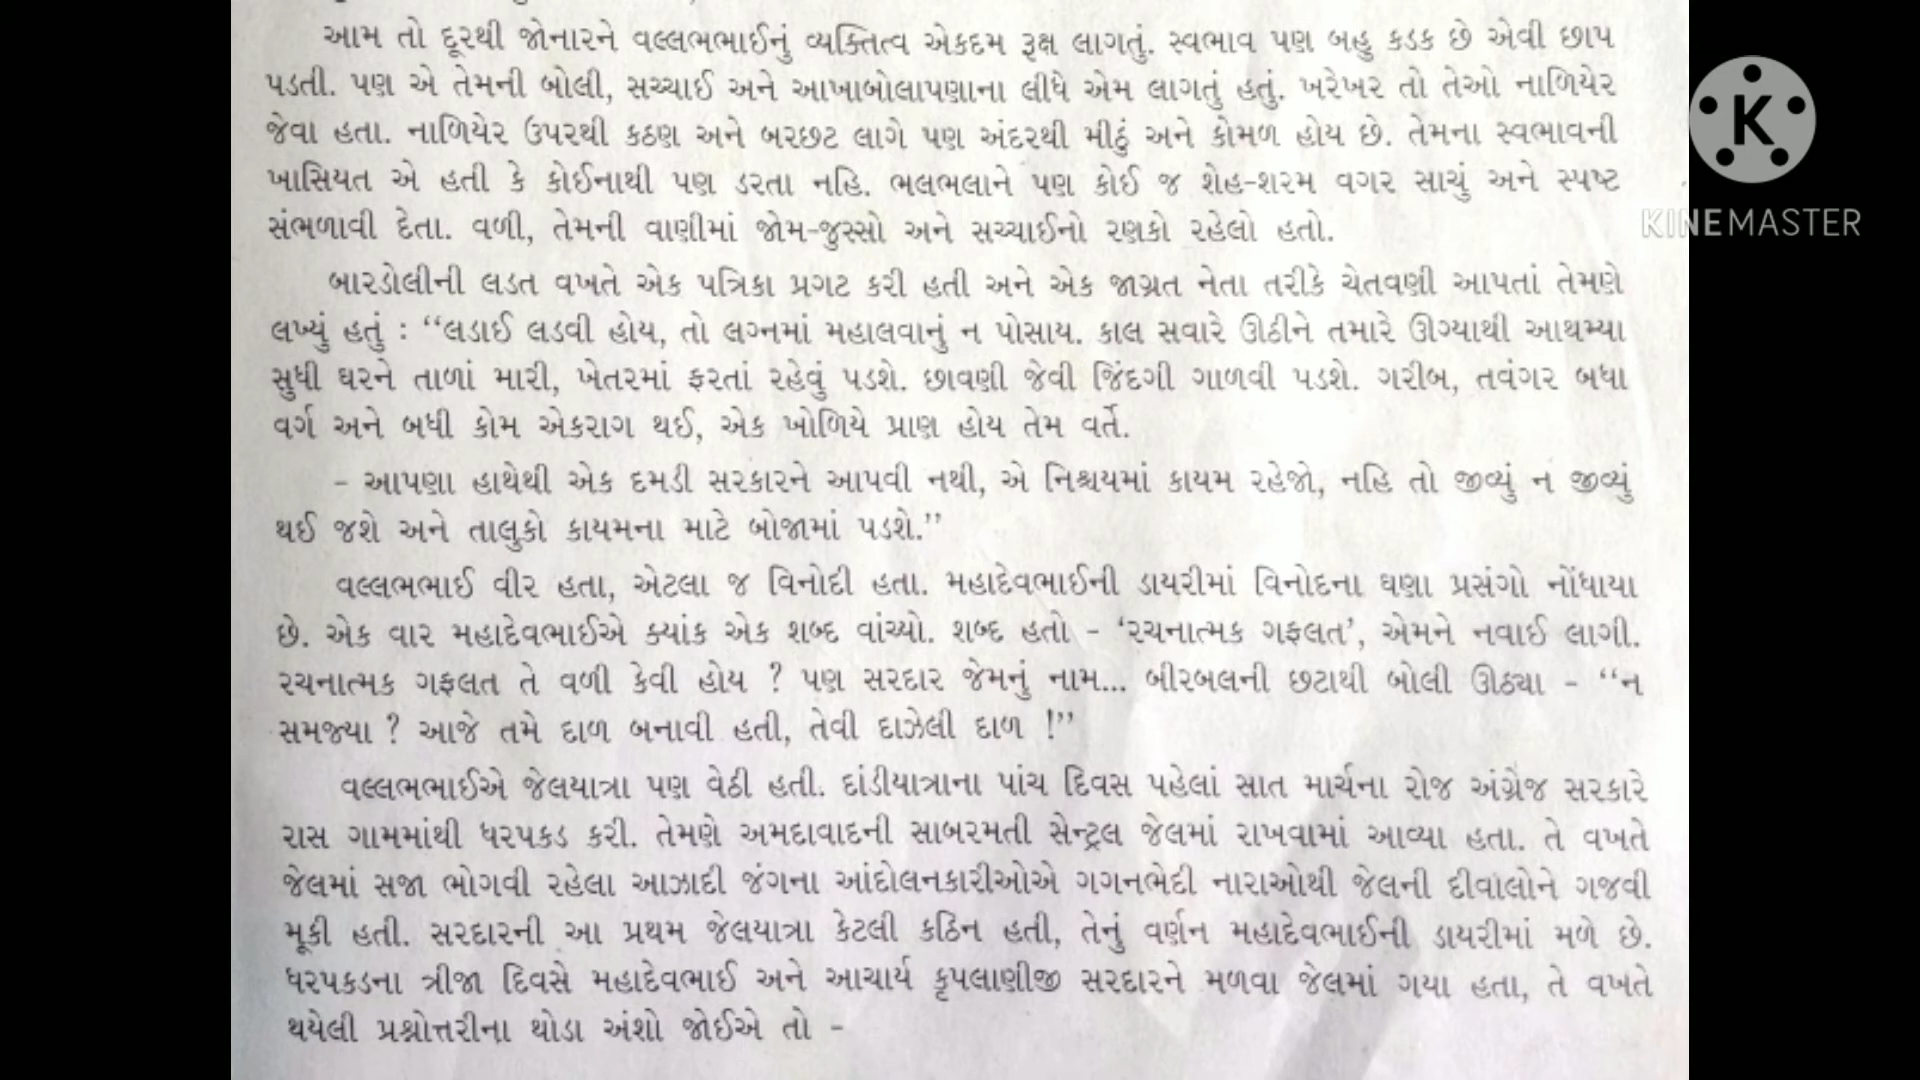 આમ તો દૂરથી જોનારને વલ્લભભાઈનું વ્યક્તિત્વ એકદમ રૂક્ષ લાગતું. સ્વભાવ પણ બહુ કડક છે એવી છાપ
પડતી. પણ એ તેમની બોલી, સચ્ચાઈ અને આખાબોલાપણાના લીધે એમ લાગતું હતું. ખરેખર તો તેઓ નાળિયેર
જેવા હતા. નાળિયેર ઉપરથી કઠણ અને બરછટ લાગે પણ અંદરથી મીઠું અને કોમળ હોય છે. તેમના સ્વભાવની
ખાસિયત એ હતી કે કોઈનાથી પણ ડરતા નહિ. ભલભલાને પણ કોઈ જ શેહ-શરમ વગર સાચું અને સ્પષ્ટ
સંભળાવી દેતા. વળી, તેમની વાણીમાં જોમ-જુસ્સો અને સચ્ચાઈનો રણકો રહેલો હતો.
બારડોલીની લડત વખતે એક પત્રિકા પ્રગટ કરી હતી અને એક જાગ્રત નેતા તરીકે ચેતવણી આપતાં તેમણે
લખ્યું હતું : “લડાઈ લડવી હોય, તો લગ્નમાં મહાલવાનું ન પોસાય. કાલ સવારે ઊઠીને તમારે ઊગ્યાથી આથમ્યા
સુધી ઘરને તાળાં મારી, ખેતરમાં ફરતાં રહેવું પડશે. છાવણી જેવી જિંદગી ગાળવી પડશે. ગરીબ, તવંગર બધા
વર્ગ અને બધી કોમ એકરાગ થઈ, એક ખોળિયે પ્રાણ હોય તેમ વર્તે.
- આપણા હાથેથી એક દમડી સરકારને આપવી નથી, એ નિશ્ચયમાં કાયમ રહેજો, નહિ તો જીવ્યું ન જીવ્યું
થઈ જશે અને તાલુકો કાયમના માટે બોજામાં પડશે.”
વલ્લભભાઈ વીર હતા, એટલા જ વિનોદી હતા. મહાદેવભાઈની ડાયરીમાં વિનોદના ઘણા પ્રસંગો નોંધાયા
છે. એક વાર મહાદેવભાઈએ ક્યાંક એક શબ્દ વાંચ્યો. શબ્દ હતો - ‘રચનાત્મક ગફલત’, એમને નવાઈ લાગી.
રચનાત્મક ગફલત તે વળી કેવી હોય ? પણ સરદાર જેમનું નામ... બીરબલની છટાથી બોલી ઊઠ્યા - “ન
સમજ્યા ? આજે તમે દાળ બનાવી હતી, તેવી દાઝેલી દાળ !”
વલ્લભભાઈએ જેલયાત્રા પણ વેઠી હતી. દાંડીયાત્રાના પાંચ દિવસ પહેલાં સાત માર્ચના રોજ અંગ્રેજ સરકારે
રાસ ગામમાંથી ધરપકડ કરી. તેમણે અમદાવાદની સાબરમતી સેન્ટ્રલ જેલમાં રાખવામાં આવ્યા હતા. તે વખતે
જેલમાં સજા ભોગવી રહેલા આઝાદી જંગના આંદોલનકારીઓએ ગગનભેદી નારાઓથી જેલની દીવાલોને ગજવી
મૂકી હતી. સરદારની આ પ્રથમ જેલયાત્રા કેટલી કઠિન હતી, તેનું વર્ણન મહાદેવભાઈની ડાયરીમાં મળે છે.
ધરપકડના ત્રીજા દિવસે મહાદેવભાઈ અને આચાર્ય કૃપલાણીજી સરદારને મળવા જેલમાં ગયા હતા, તે વખતે
થયેલી પ્રશ્નોત્તરીના થોડા અંશો જોઈએ તો -
K
KINEMASTER